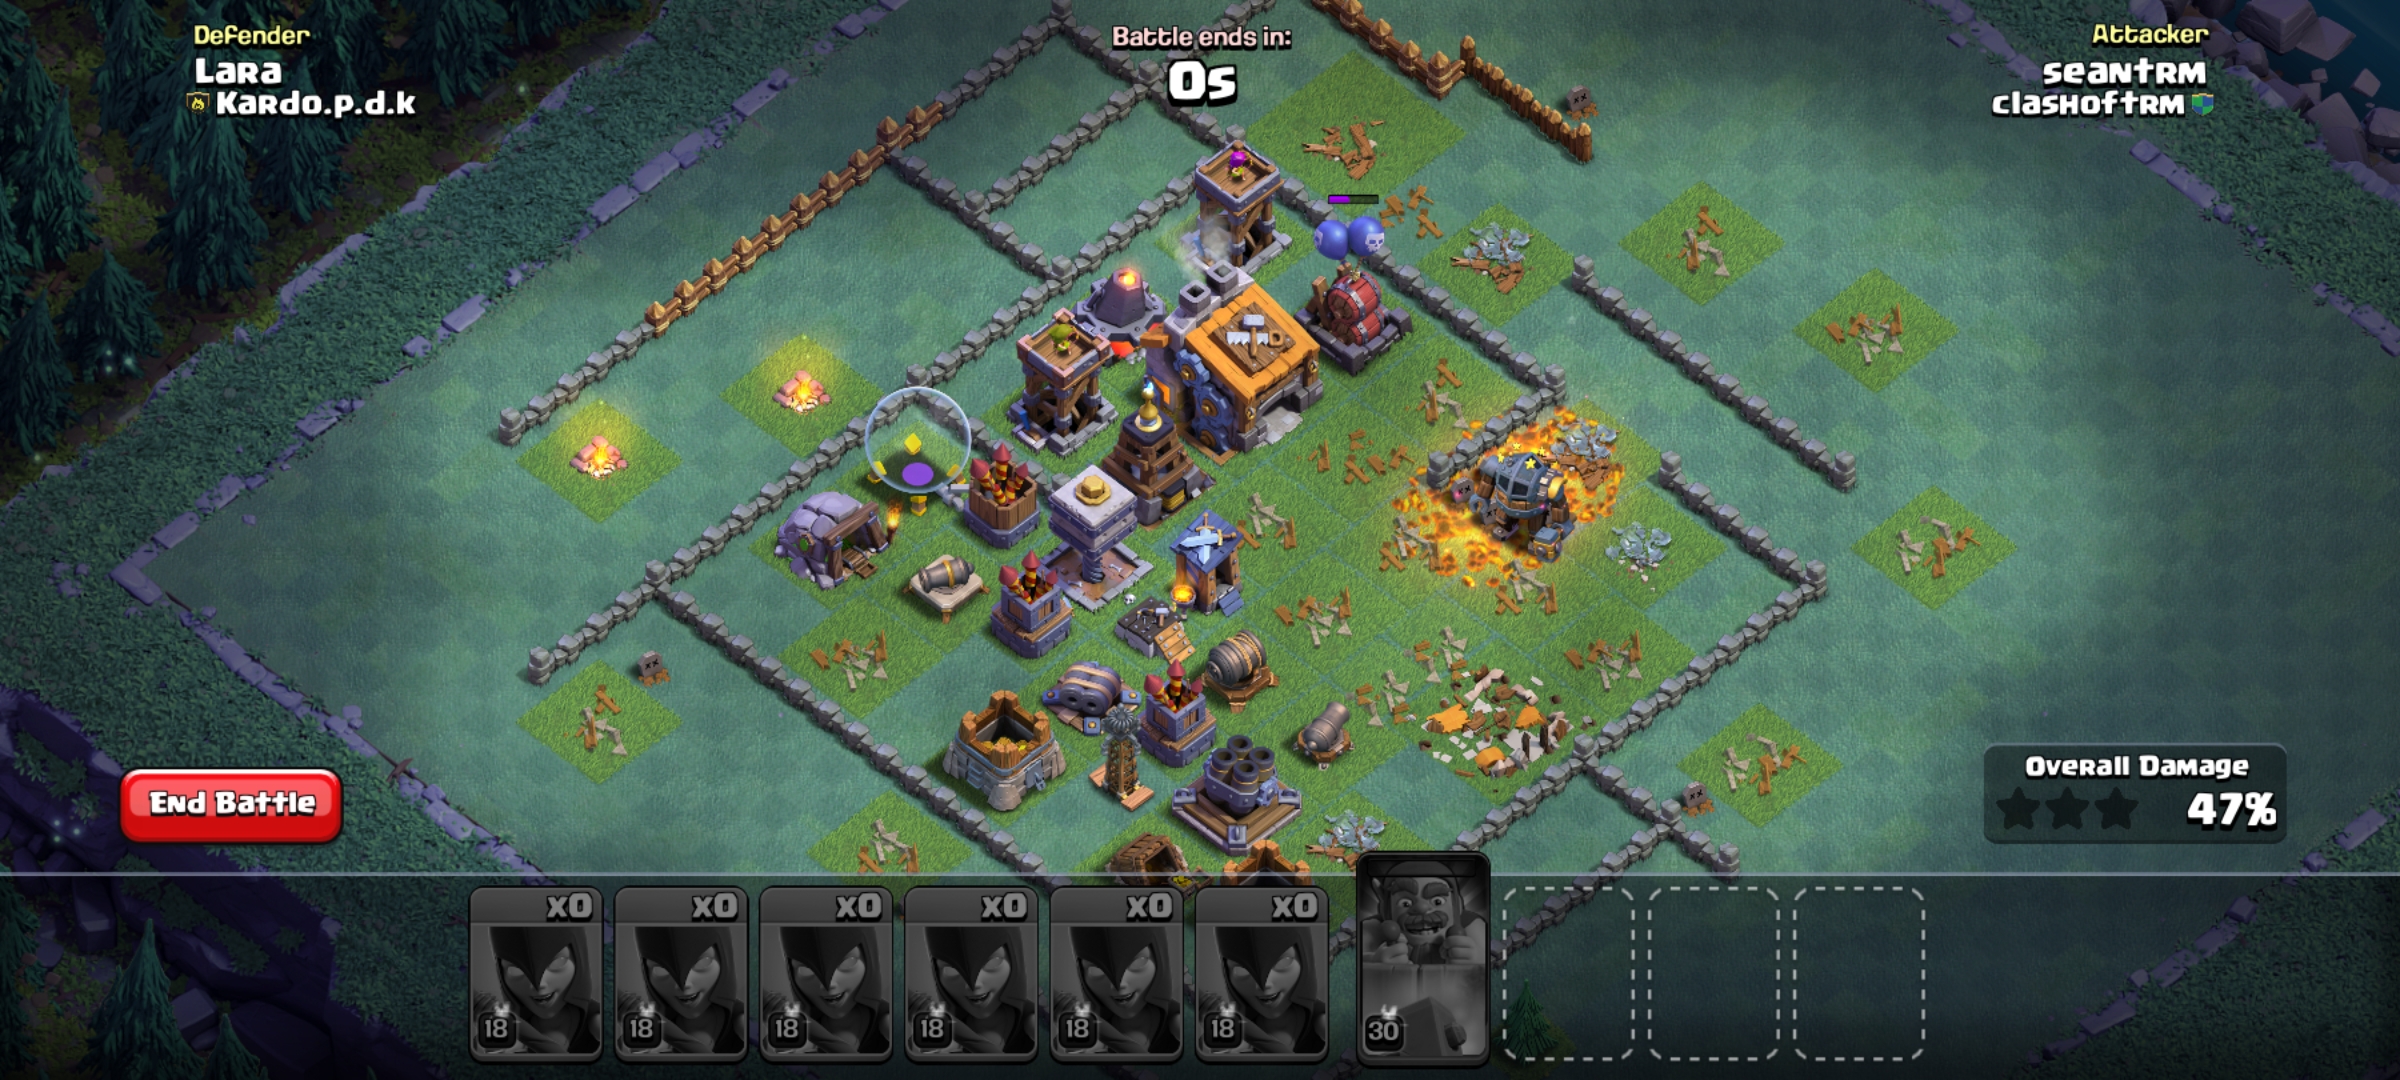 Defender
Lara
Kardo.p.d.k
Battle ends in:
0s
Attacker
seantrm
clashoftrm
End Battle
Overall Damage
47%
x0
x0
x0
x0
x0
x0
18
18
18
18
18
18
30